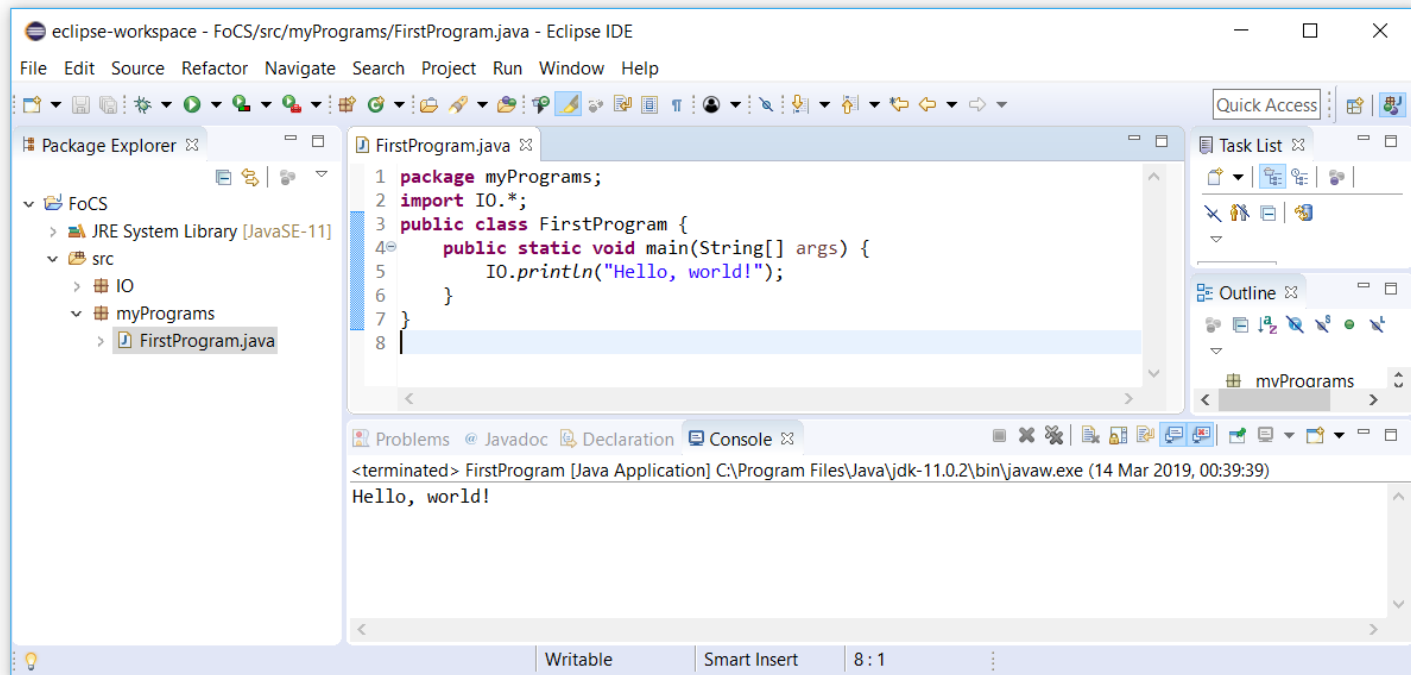 eclipse-workspace - FoCS/src/myPrograms/FirstProgram.java - Eclipse IDE
File Edit Source Refactor Navigate Search Project Run Window Help
Quick Access
Package Explorer
FoCS
JRE System Library [JavaSE-11]
src
IO
myPrograms
FirstProgram.java
FirstProgram.java
1 package myPrograms;
2 import IO.*;
3 public class FirstProgram {
4     public static void main(String[] args) {
5         IO.println("Hello, world!");
6     }
7 }
8
Task List
Outline
myPrograms
Problems @ Javadoc Declaration Console
<terminated> FirstProgram [Java Application] C:\Program Files\Java\jdk-11.0.2\bin\javaw.exe (14 Mar 2019, 00:39:39)
Hello, world!
Writable Smart Insert 8 : 1